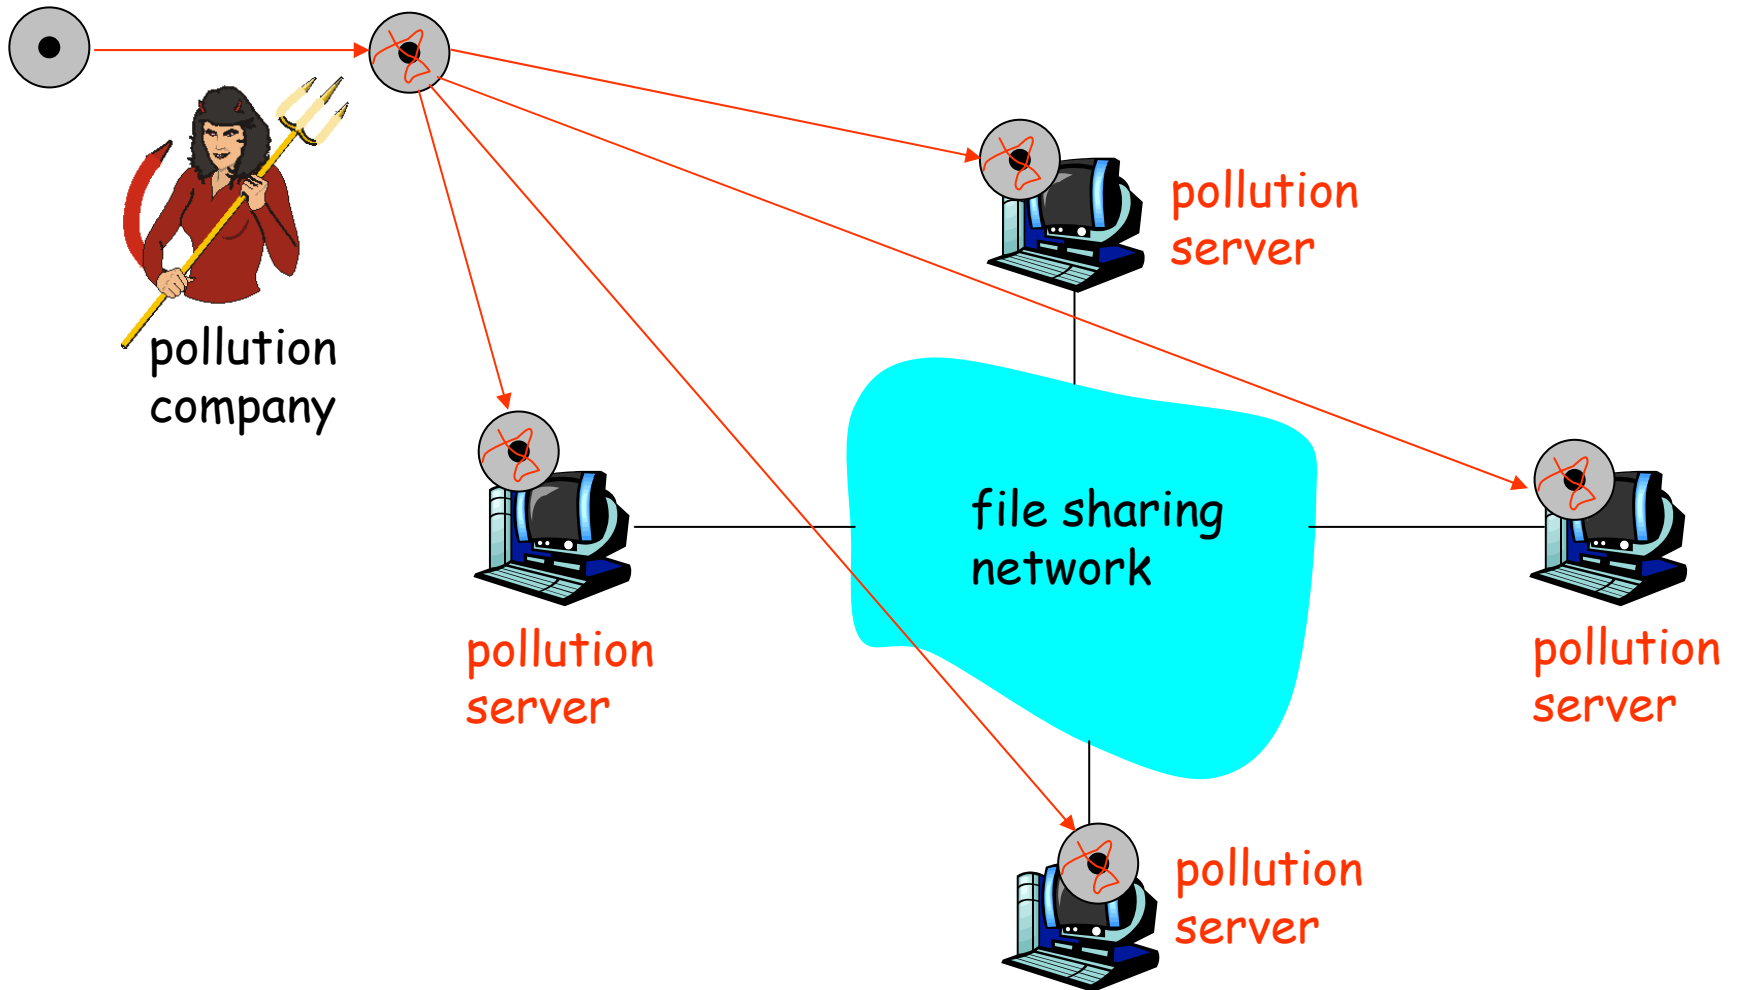 pollution
server
pollution
company
file sharing
network
pollution
server
pollution
server
pollution
server